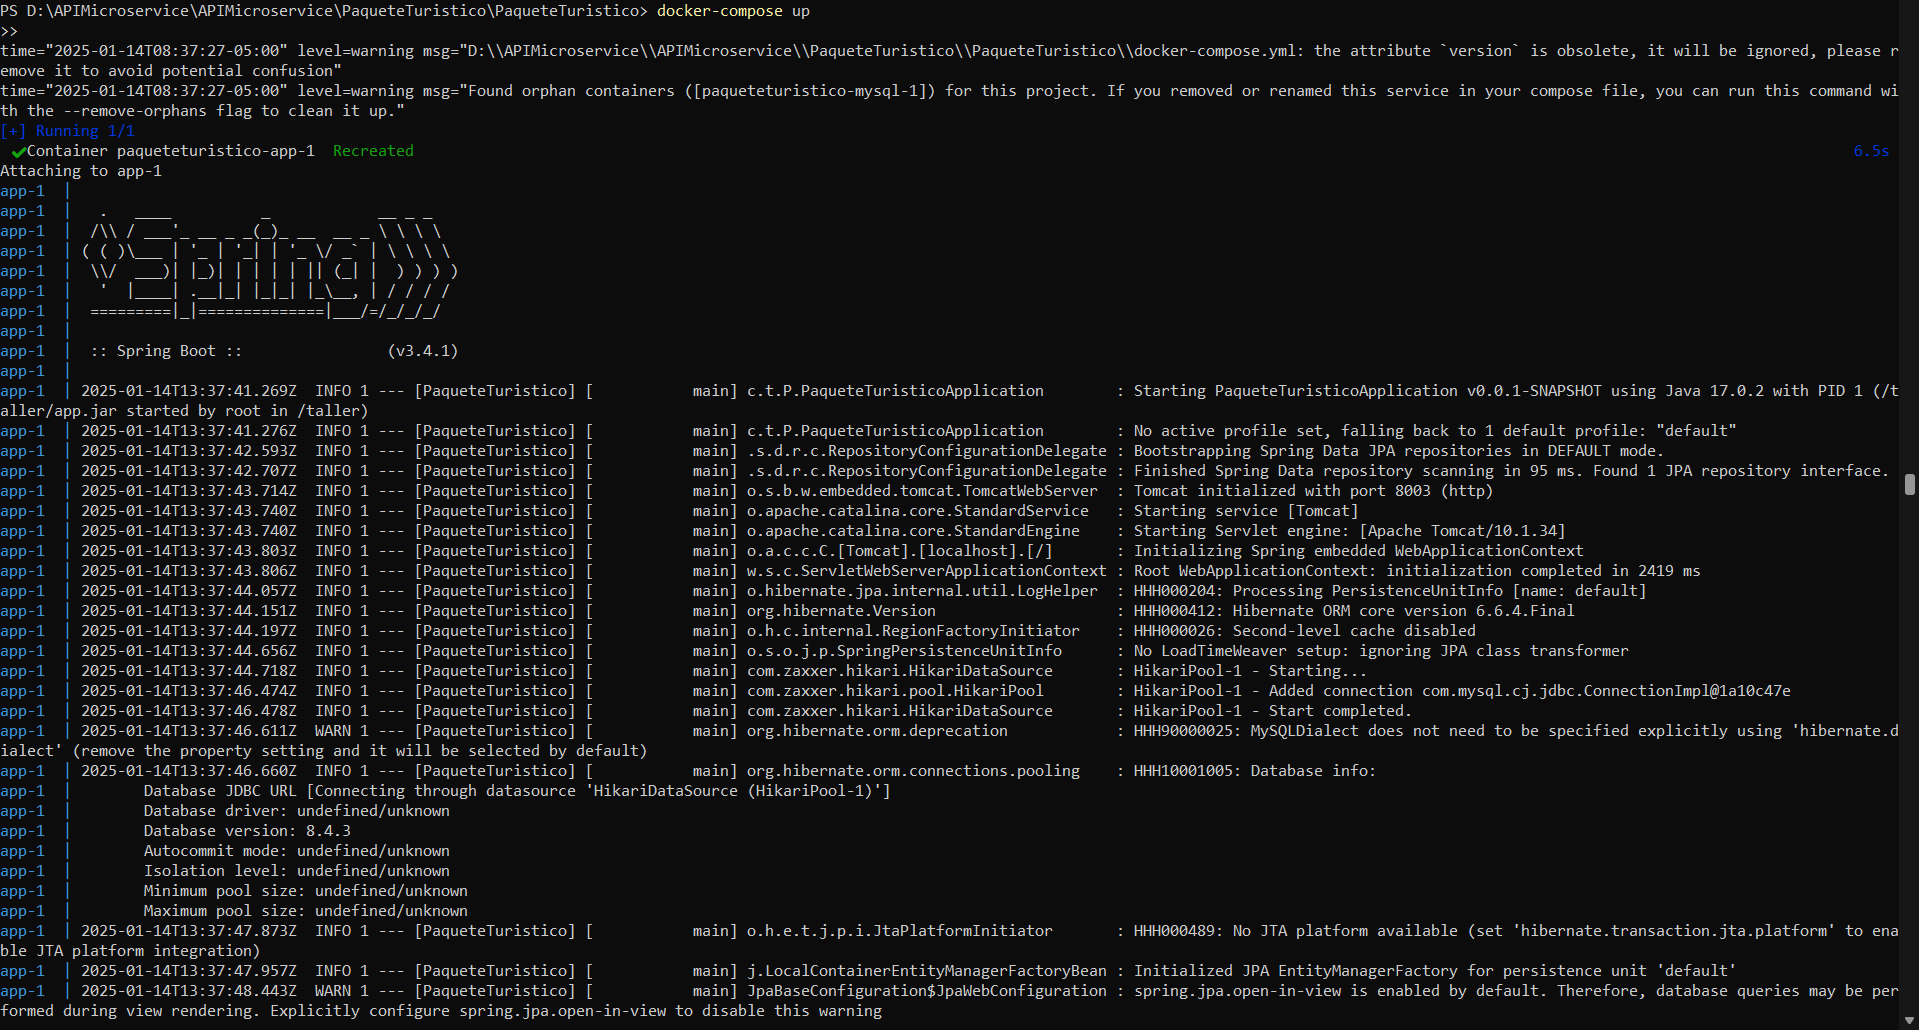 PS D:\APIMicroservice\APIMicroservice\PaqueteTuristico\PaqueteTuristico> docker-compose up
>>
time="2025-01-14T08:37:27-05:00" level=warning msg="D:\\APIMicroservice\\APIMicroservice\\PaqueteTuristico\\PaqueteTuristico\\docker-compose.yml: the attribute `version` is obsolete, it will be ignored, please r
emove it to avoid potential confusion"
time="2025-01-14T08:37:27-05:00" level=warning msg="Found orphan containers ([paqueteturistico-mysql-1]) for this project. If you removed or renamed this service in your compose file, you can run this command wi
th the --remove-orphans flag to clean it up."
[+] Running 1/1
 ✔Container paqueteturistico-app-1  Recreated 6.5s
Attaching to app-1
app-1  |
app-1  |   .   ____          _            __ _ _
app-1  |  /\\ / ___'_ __ _ _(_)_ __  __ _ \ \ \ \
app-1  | ( ( )\___ | '_ | '_| | '_ \/ _` | \ \ \ \
app-1  |  \\/  ___)| |_)| | | | | || (_| |  ) ) ) )
app-1  |   '  |____| .__|_| |_|_| |_\__, | / / / /
app-1  |  =========|_|==============|___/=/_/_/_/
app-1  |
app-1  |  :: Spring Boot ::                (v3.4.1)
app-1  |
app-1  | 2025-01-14T13:37:41.269Z  INFO 1 --- [PaqueteTuristico] [           main] c.t.P.PaqueteTuristicoApplication        : Starting PaqueteTuristicoApplication v0.0.1-SNAPSHOT using Java 17.0.2 with PID 1 (/t
aller/app.jar started by root in /taller)
app-1  | 2025-01-14T13:37:41.276Z  INFO 1 --- [PaqueteTuristico] [           main] c.t.P.PaqueteTuristicoApplication        : No active profile set, falling back to 1 default profile: "default"
app-1  | 2025-01-14T13:37:42.593Z  INFO 1 --- [PaqueteTuristico] [           main] .s.d.r.c.RepositoryConfigurationDelegate : Bootstrapping Spring Data JPA repositories in DEFAULT mode.
app-1  | 2025-01-14T13:37:42.707Z  INFO 1 --- [PaqueteTuristico] [           main] .s.d.r.c.RepositoryConfigurationDelegate : Finished Spring Data repository scanning in 95 ms. Found 1 JPA repository interface.
app-1  | 2025-01-14T13:37:43.714Z  INFO 1 --- [PaqueteTuristico] [           main] o.s.b.w.embedded.tomcat.TomcatWebServer  : Tomcat initialized with port 8003 (http)
app-1  | 2025-01-14T13:37:43.740Z  INFO 1 --- [PaqueteTuristico] [           main] o.apache.catalina.core.StandardService   : Starting service [Tomcat]
app-1  | 2025-01-14T13:37:43.740Z  INFO 1 --- [PaqueteTuristico] [           main] o.apache.catalina.core.StandardEngine    : Starting Servlet engine: [Apache Tomcat/10.1.34]
app-1  | 2025-01-14T13:37:43.803Z  INFO 1 --- [PaqueteTuristico] [           main] o.a.c.c.C.[Tomcat].[localhost].[/]       : Initializing Spring embedded WebApplicationContext
app-1  | 2025-01-14T13:37:43.806Z  INFO 1 --- [PaqueteTuristico] [           main] w.s.c.ServletWebServerApplicationContext : Root WebApplicationContext: initialization completed in 2419 ms
app-1  | 2025-01-14T13:37:44.057Z  INFO 1 --- [PaqueteTuristico] [           main] o.hibernate.jpa.internal.util.LogHelper  : HHH000204: Processing PersistenceUnitInfo [name: default]
app-1  | 2025-01-14T13:37:44.151Z  INFO 1 --- [PaqueteTuristico] [           main] org.hibernate.Version                    : HHH000412: Hibernate ORM core version 6.6.4.Final
app-1  | 2025-01-14T13:37:44.197Z  INFO 1 --- [PaqueteTuristico] [           main] o.h.c.internal.RegionFactoryInitiator    : HHH000026: Second-level cache disabled
app-1  | 2025-01-14T13:37:44.656Z  INFO 1 --- [PaqueteTuristico] [           main] o.s.o.j.p.SpringPersistenceUnitInfo      : No LoadTimeWeaver setup: ignoring JPA class transformer
app-1  | 2025-01-14T13:37:44.718Z  INFO 1 --- [PaqueteTuristico] [           main] com.zaxxer.hikari.HikariDataSource       : HikariPool-1 - Starting...
app-1  | 2025-01-14T13:37:46.474Z  INFO 1 --- [PaqueteTuristico] [           main] com.zaxxer.hikari.pool.HikariPool        : HikariPool-1 - Added connection com.mysql.cj.jdbc.ConnectionImpl@1a10c47e
app-1  | 2025-01-14T13:37:46.478Z  INFO 1 --- [PaqueteTuristico] [           main] com.zaxxer.hikari.HikariDataSource       : HikariPool-1 - Start completed.
app-1  | 2025-01-14T13:37:46.611Z  WARN 1 --- [PaqueteTuristico] [           main] org.hibernate.orm.deprecation            : HHH90000025: MySQLDialect does not need to be specified explicitly using 'hibernate.d
ialect' (remove the property setting and it will be selected by default)
app-1  | 2025-01-14T13:37:46.660Z  INFO 1 --- [PaqueteTuristico] [           main] org.hibernate.orm.connections.pooling    : HHH10001005: Database info:
app-1  |        Database JDBC URL [Connecting through datasource 'HikariDataSource (HikariPool-1)']
app-1  |        Database driver: undefined/unknown
app-1  |        Database version: 8.4.3
app-1  |        Autocommit mode: undefined/unknown
app-1  |        Isolation level: undefined/unknown
app-1  |        Minimum pool size: undefined/unknown
app-1  |        Maximum pool size: undefined/unknown
app-1  | 2025-01-14T13:37:47.873Z  INFO 1 --- [PaqueteTuristico] [           main] o.h.e.t.j.p.i.JtaPlatformInitiator       : HHH000489: No JTA platform available (set 'hibernate.transaction.jta.platform' to ena
ble JTA platform integration)
app-1  | 2025-01-14T13:37:47.957Z  INFO 1 --- [PaqueteTuristico] [           main] j.LocalContainerEntityManagerFactoryBean : Initialized JPA EntityManagerFactory for persistence unit 'default'
app-1  | 2025-01-14T13:37:48.443Z  WARN 1 --- [PaqueteTuristico] [           main] JpaBaseConfiguration$JpaWebConfiguration : spring.jpa.open-in-view is enabled by default. Therefore, database queries may be per
formed during view rendering. Explicitly configure spring.jpa.open-in-view to disable this warning